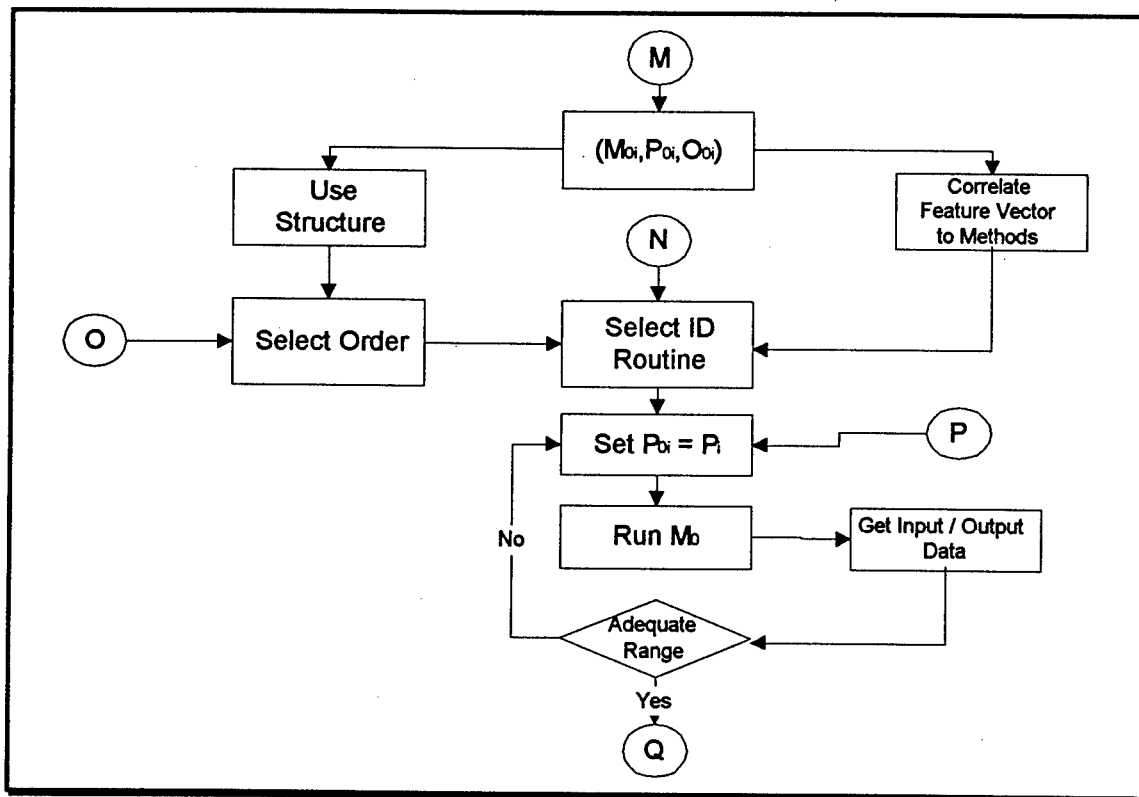 M
(M₀ᵢ,P₀ᵢ,O₀ᵢ)
Use
Structure
Correlate
Feature Vector
to Methods
N
O
Select Order
Select ID
Routine
Set P₀ᵢ = Pᵢ
P
Run M₀
Get Input / Output
Data
No
Adequate
Range
Yes
Q